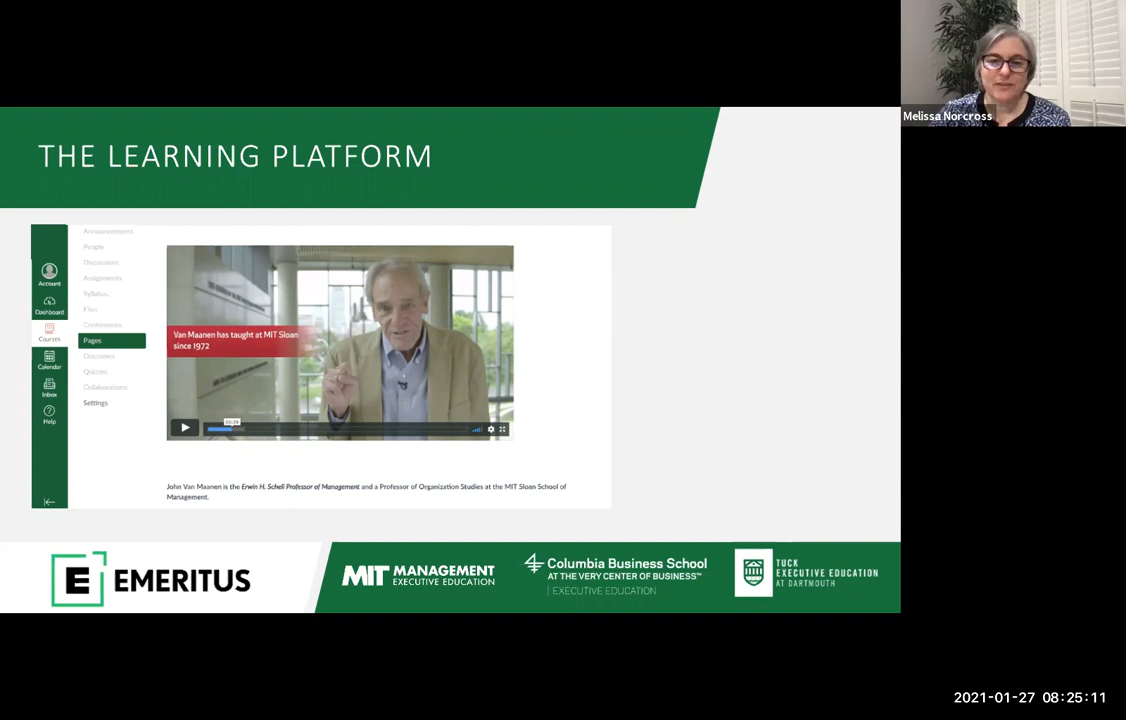 Melissa Norcross
THE LEARNING PLATFORM
Account
Dashboard
Courses
Calendar
Inbox
Help
Announcements
People
Discussions
Assignments
Syllabus
Files
Conferences
Pages
Outcomes
Quizzes
Collaborations
Settings
Van Maanen has taught at MIT Sloan
since 1972
John Van Maanen is the Erwin H. Schell Professor of Management and a Professor of Organization Studies at the MIT Sloan School of
Management.
E EMERITUS
MIT MANAGEMENT
EXECUTIVE EDUCATION
Columbia Business School
AT THE VERY CENTER OF BUSINESS™
EXECUTIVE EDUCATION
TUCK
EXECUTIVE EDUCATION
AT DARTMOUTH
2021-01-27 08:25:11